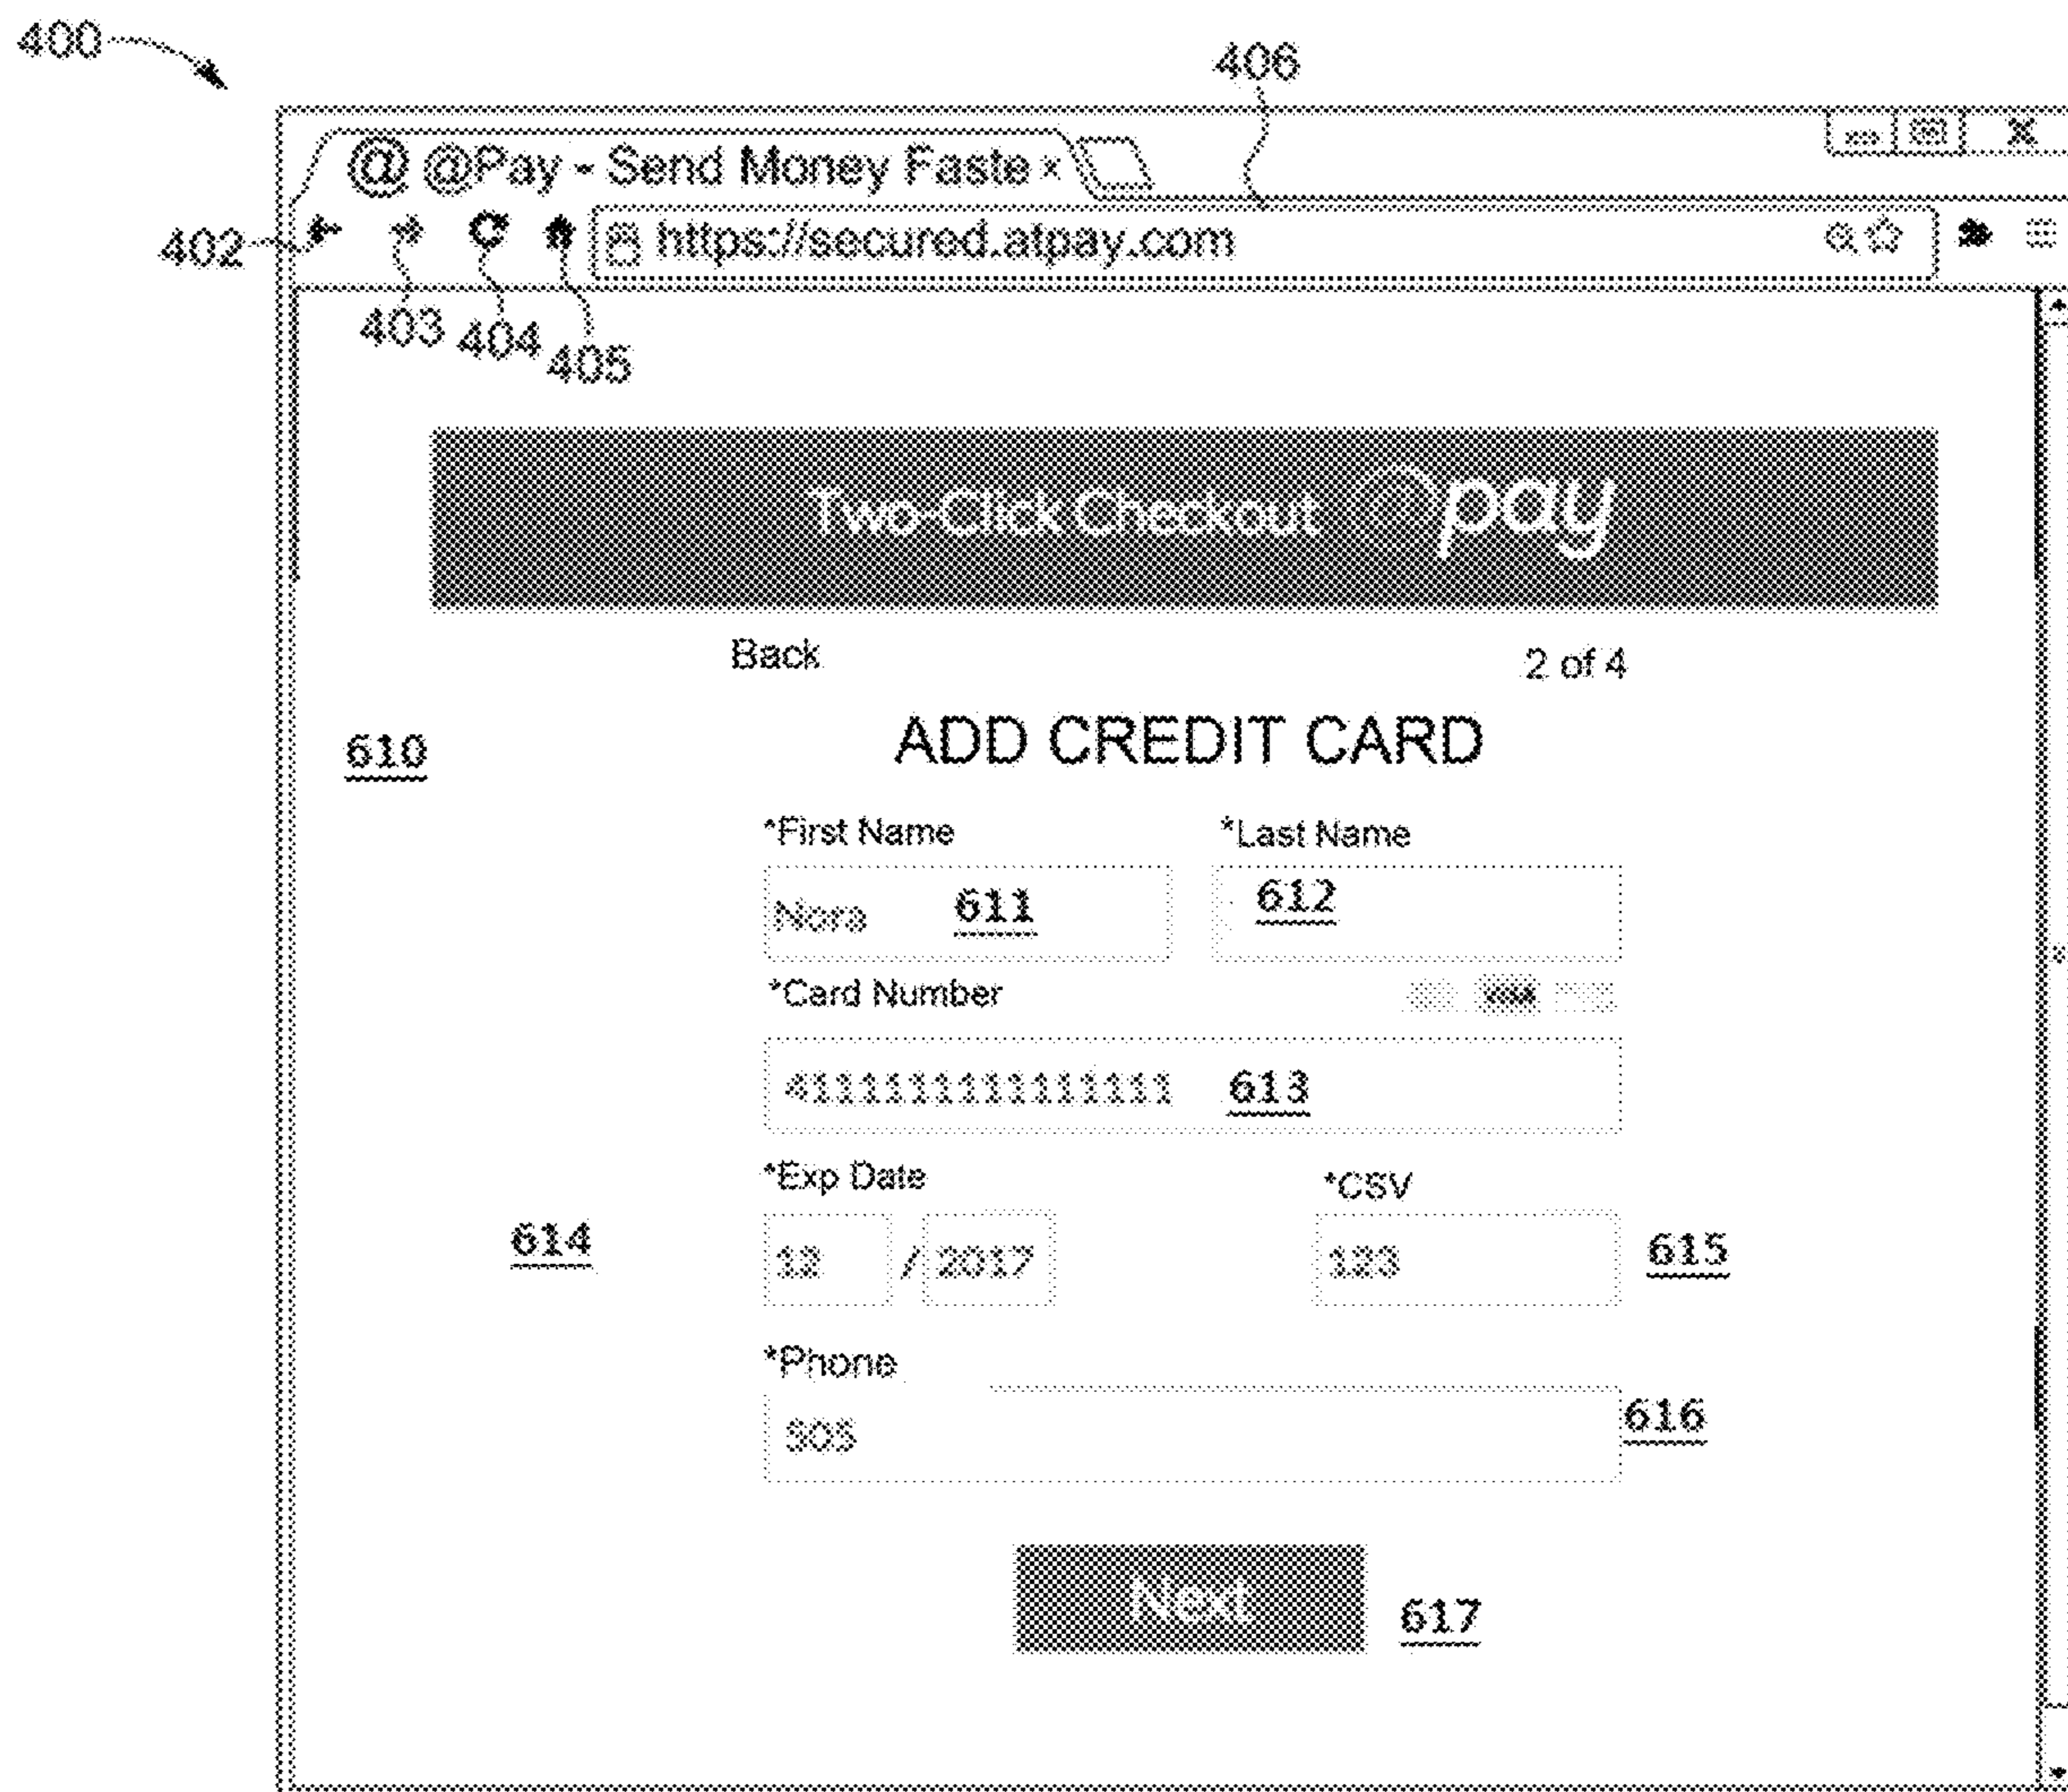 400
406
@ @Pay - Send Money Faste x
402 https://secured.atpay.com
403 404 405
Two-Click Checkout @pay
Back 2 of 4
610 ADD CREDIT CARD
*First Name *Last Name
Nora 611 612
*Card Number VISA
4111111111111111 613
*Exp Date *CSV
614 12 / 2017 123 615
*Phone
305 616
Next 617